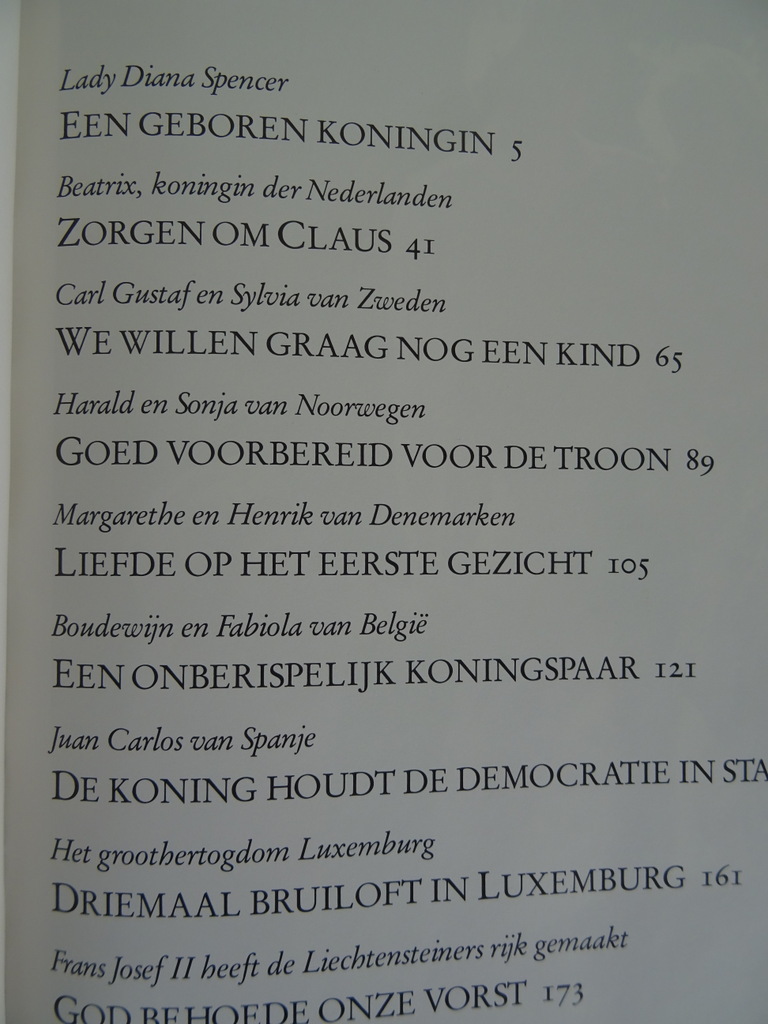 Lady Diana Spencer
EEN GEBOREN KONINGIN 5
Beatrix, koningin der Nederlanden
ZORGEN OM CLAUS 41
Carl Gustaf en Sylvia van Zweden
WE WILLEN GRAAG NOG EEN KIND 65
Harald en Sonja van Noorwegen
GOED VOORBEREID VOOR DE TROON 89
Margarethe en Henrik van Denemarken
LIEFDE OP HET EERSTE GEZICHT 105
Boudewijn en Fabiola van België
EEN ONBERISPELIJK KONINGSPAAR 121
Juan Carlos van Spanje
DE KONING HOUDT DE DEMOCRATIE IN STA
Het groothertogdom Luxemburg
DRIEMAAL BRUILOFT IN LUXEMBURG 161
Frans Josef II heeft de Liechtensteiners rijk gemaakt
GOD BEHOEDE ONZE VORST 173